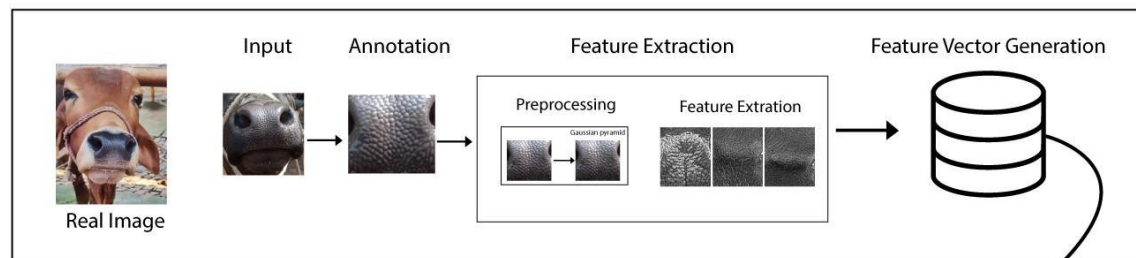 Input
Annotation
Feature Extraction
Feature Vector Generation
Preprocessing
Gaussian pyramid
Feature Extration
Real Image